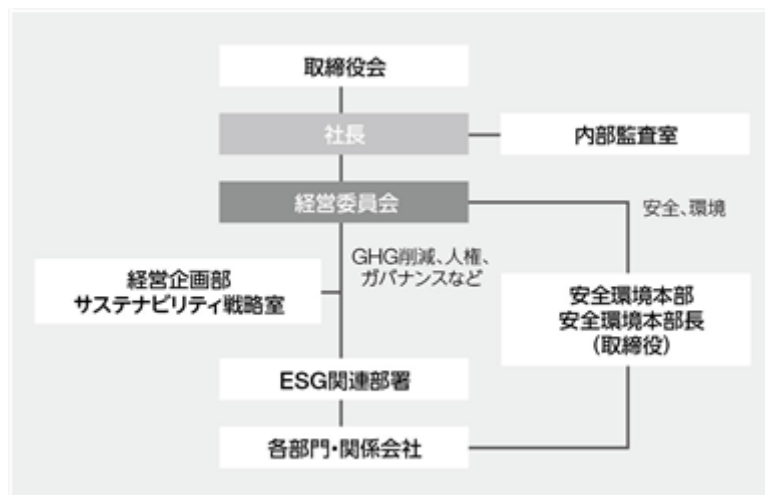 取締役会
社長
内部監査室
経営委員会
安全、環境
GHG削減、人権、
ガバナンスなど
経営企画部
サステナビリティ戦略室
安全環境本部
安全環境本部長
（取締役）
ESG関連部署
各部門・関係会社